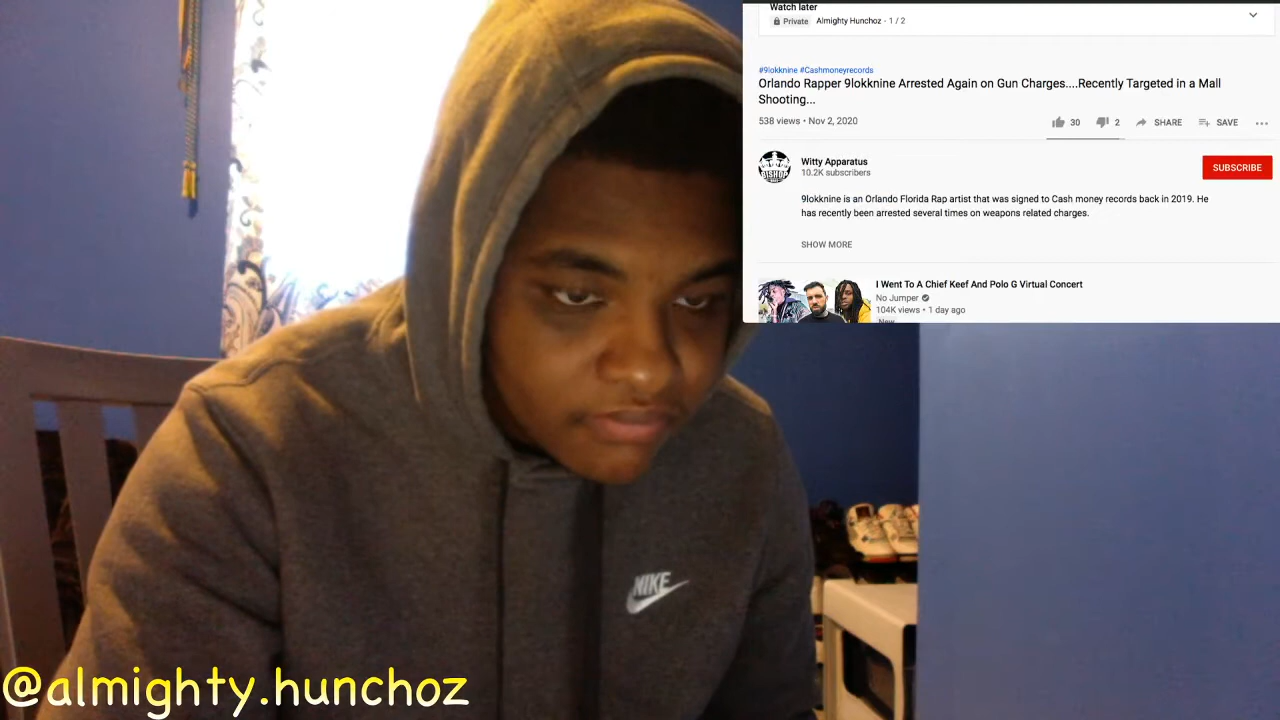 Watch later
Private Almighty Hunchoz - 1 / 2
#9lokknine #Cashmoneyrecords
Orlando Rapper 9lokknine Arrested Again on Gun Charges....Recently Targeted in a Mall
Shooting...
538 views • Nov 2, 2020
30 2 SHARE SAVE ...
Witty Apparatus
10.2K subscribers
SUBSCRIBE
9lokknine is an Orlando Florida Rap artist that was signed to Cash money records back in 2019. He
has recently been arrested several times on weapons related charges.
SHOW MORE
I Went To A Chief Keef And Polo G Virtual Concert
No Jumper
104K views • 1 day ago
New
NIKE
@almighty.hunchoz